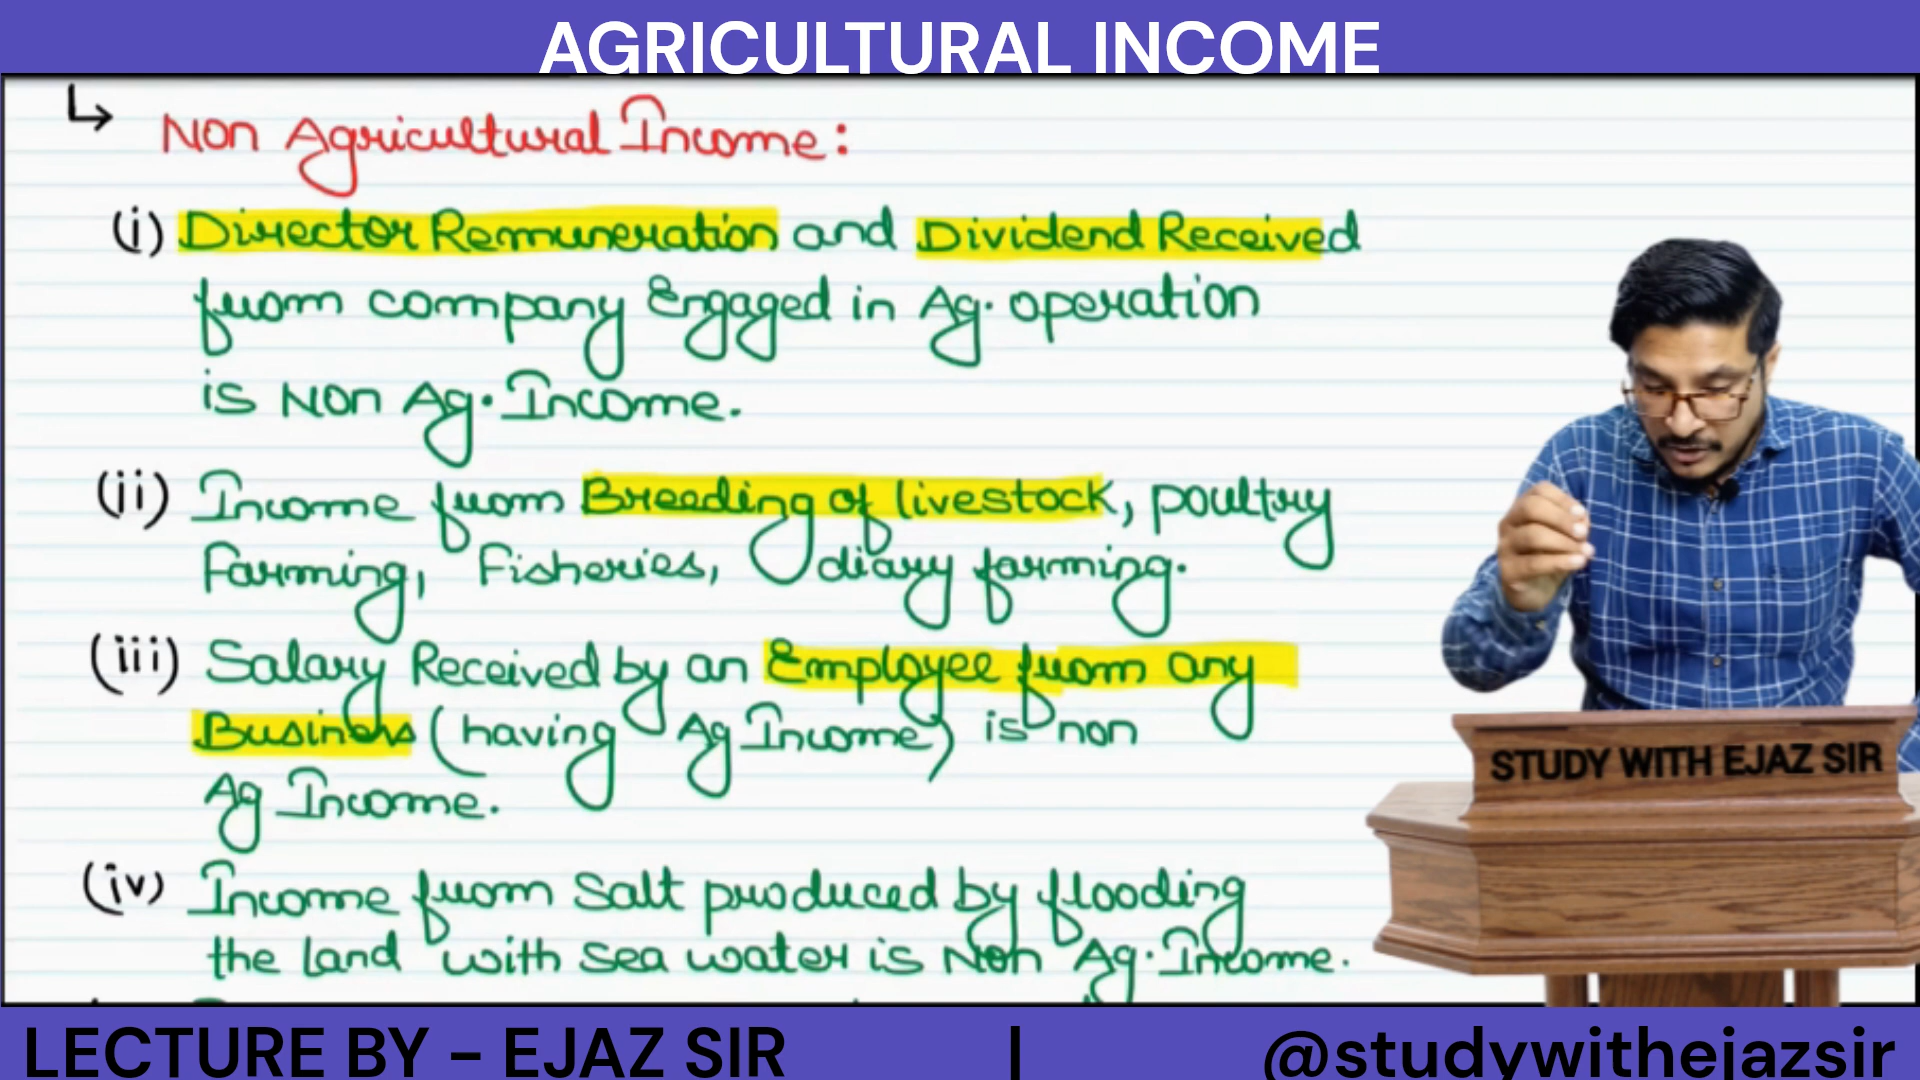 AGRICULTURAL INCOME
↳ Non Agricultural Income:
(i) Director Remuneration and Dividend Received
from company Engaged in Ag. operation
is Non Ag. Income.
(ii) Income from Breeding of livestock, poultry
Farming, Fisheries, diary farming.
(iii) Salary Received by an Employee from any
Business (having Ag Income) is non
Ag Income.
(iv) Income from Salt produced by flooding
the land with sea water is Non Ag. Income.
STUDY WITH EJAZ SIR
LECTURE BY - EJAZ SIR | @studywithejazsir